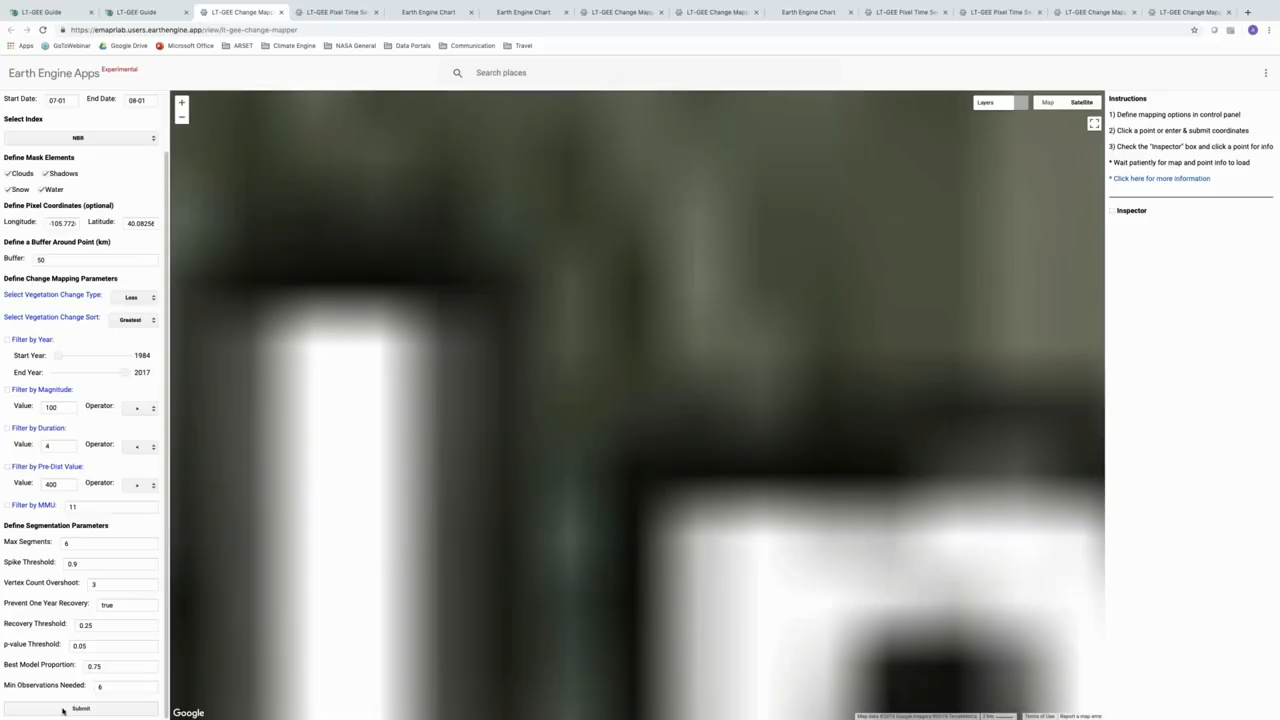 LT-GEE Guide
LT-GEE Guide
LT-GEE Change Mapper
LT-GEE Pixel Time Se
Earth Engine Chart
Earth Engine Chart
LT-GEE Change Mapp
LT-GEE Change Mapp
Earth Engine Chart
LT-GEE Pixel Time Se
LT-GEE Pixel Time Se
LT-GEE Change Mapp
LT-GEE Change Mapp
https://emaprlab.users.earthengine.app/view/lt-gee-change-mapper
Apps GoToWebinar Google Drive Microsoft Office ARSET Climate Engine NASA General Data Portals Communication Travel
Earth Engine Apps Experimental
Search places
Start Date: 07-01 End Date: 08-01
Select Index
NBR
Define Mask Elements
Clouds Shadows
Snow Water
Define Pixel Coordinates (optional)
Longitude: -105.772 Latitude: 40.0825
Define a Buffer Around Point (km)
Buffer: 50
Define Change Mapping Parameters
Select Vegetation Change Type: Loss
Select Vegetation Change Sort: Greatest
Filter by Year:
Start Year: 1984
End Year: 2017
Filter by Magnitude:
Value: 100 Operator: >
Filter by Duration:
Value: 4 Operator: <
Filter by Pre-Dist Value:
Value: 400 Operator: >
Filter by MMU: 11
Define Segmentation Parameters
Max Segments: 6
Spike Threshold: 0.9
Vertex Count Overshoot: 3
Prevent One Year Recovery: true
Recovery Threshold: 0.25
p-value Threshold: 0.05
Best Model Proportion: 0.75
Min Observations Needed: 6
Submit
+
−
Layers
Map Satellite
Google
Terms of Use Report a map error
Instructions
1) Define mapping options in control panel
2) Click a point or enter & submit coordinates
3) Check the "Inspector" box and click a point for info
* Wait patiently for map and point info to load
* Click here for more information
Inspector